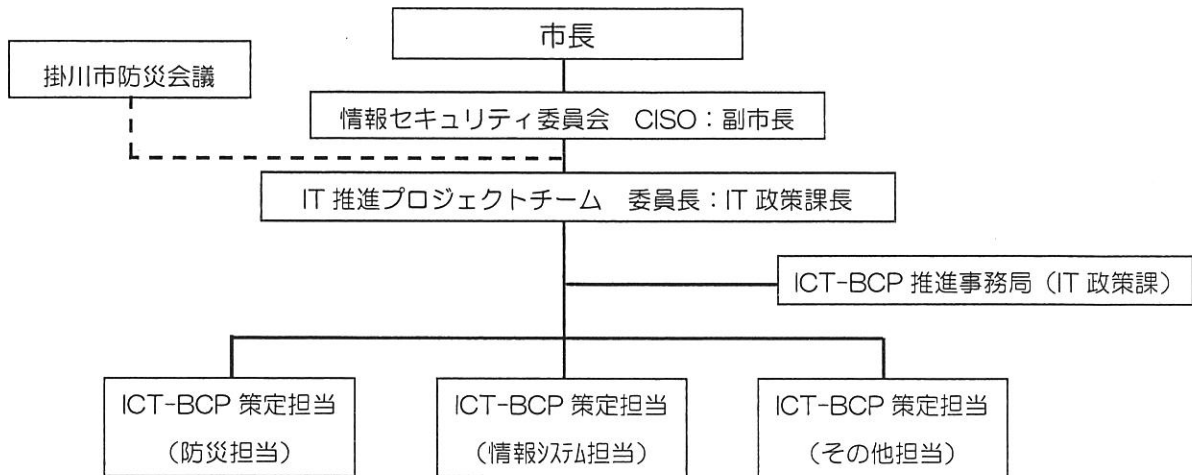 市長
掛川市防災会議
情報セキュリティ委員会　CISO：副市長
IT 推進プロジェクトチーム　委員長：IT 政策課長
ICT-BCP 推進事務局（IT 政策課）
ICT-BCP 策定担当
（防災担当）
ICT-BCP 策定担当
（情報ｼｽﾃﾑ担当）
ICT-BCP 策定担当
（その他担当）